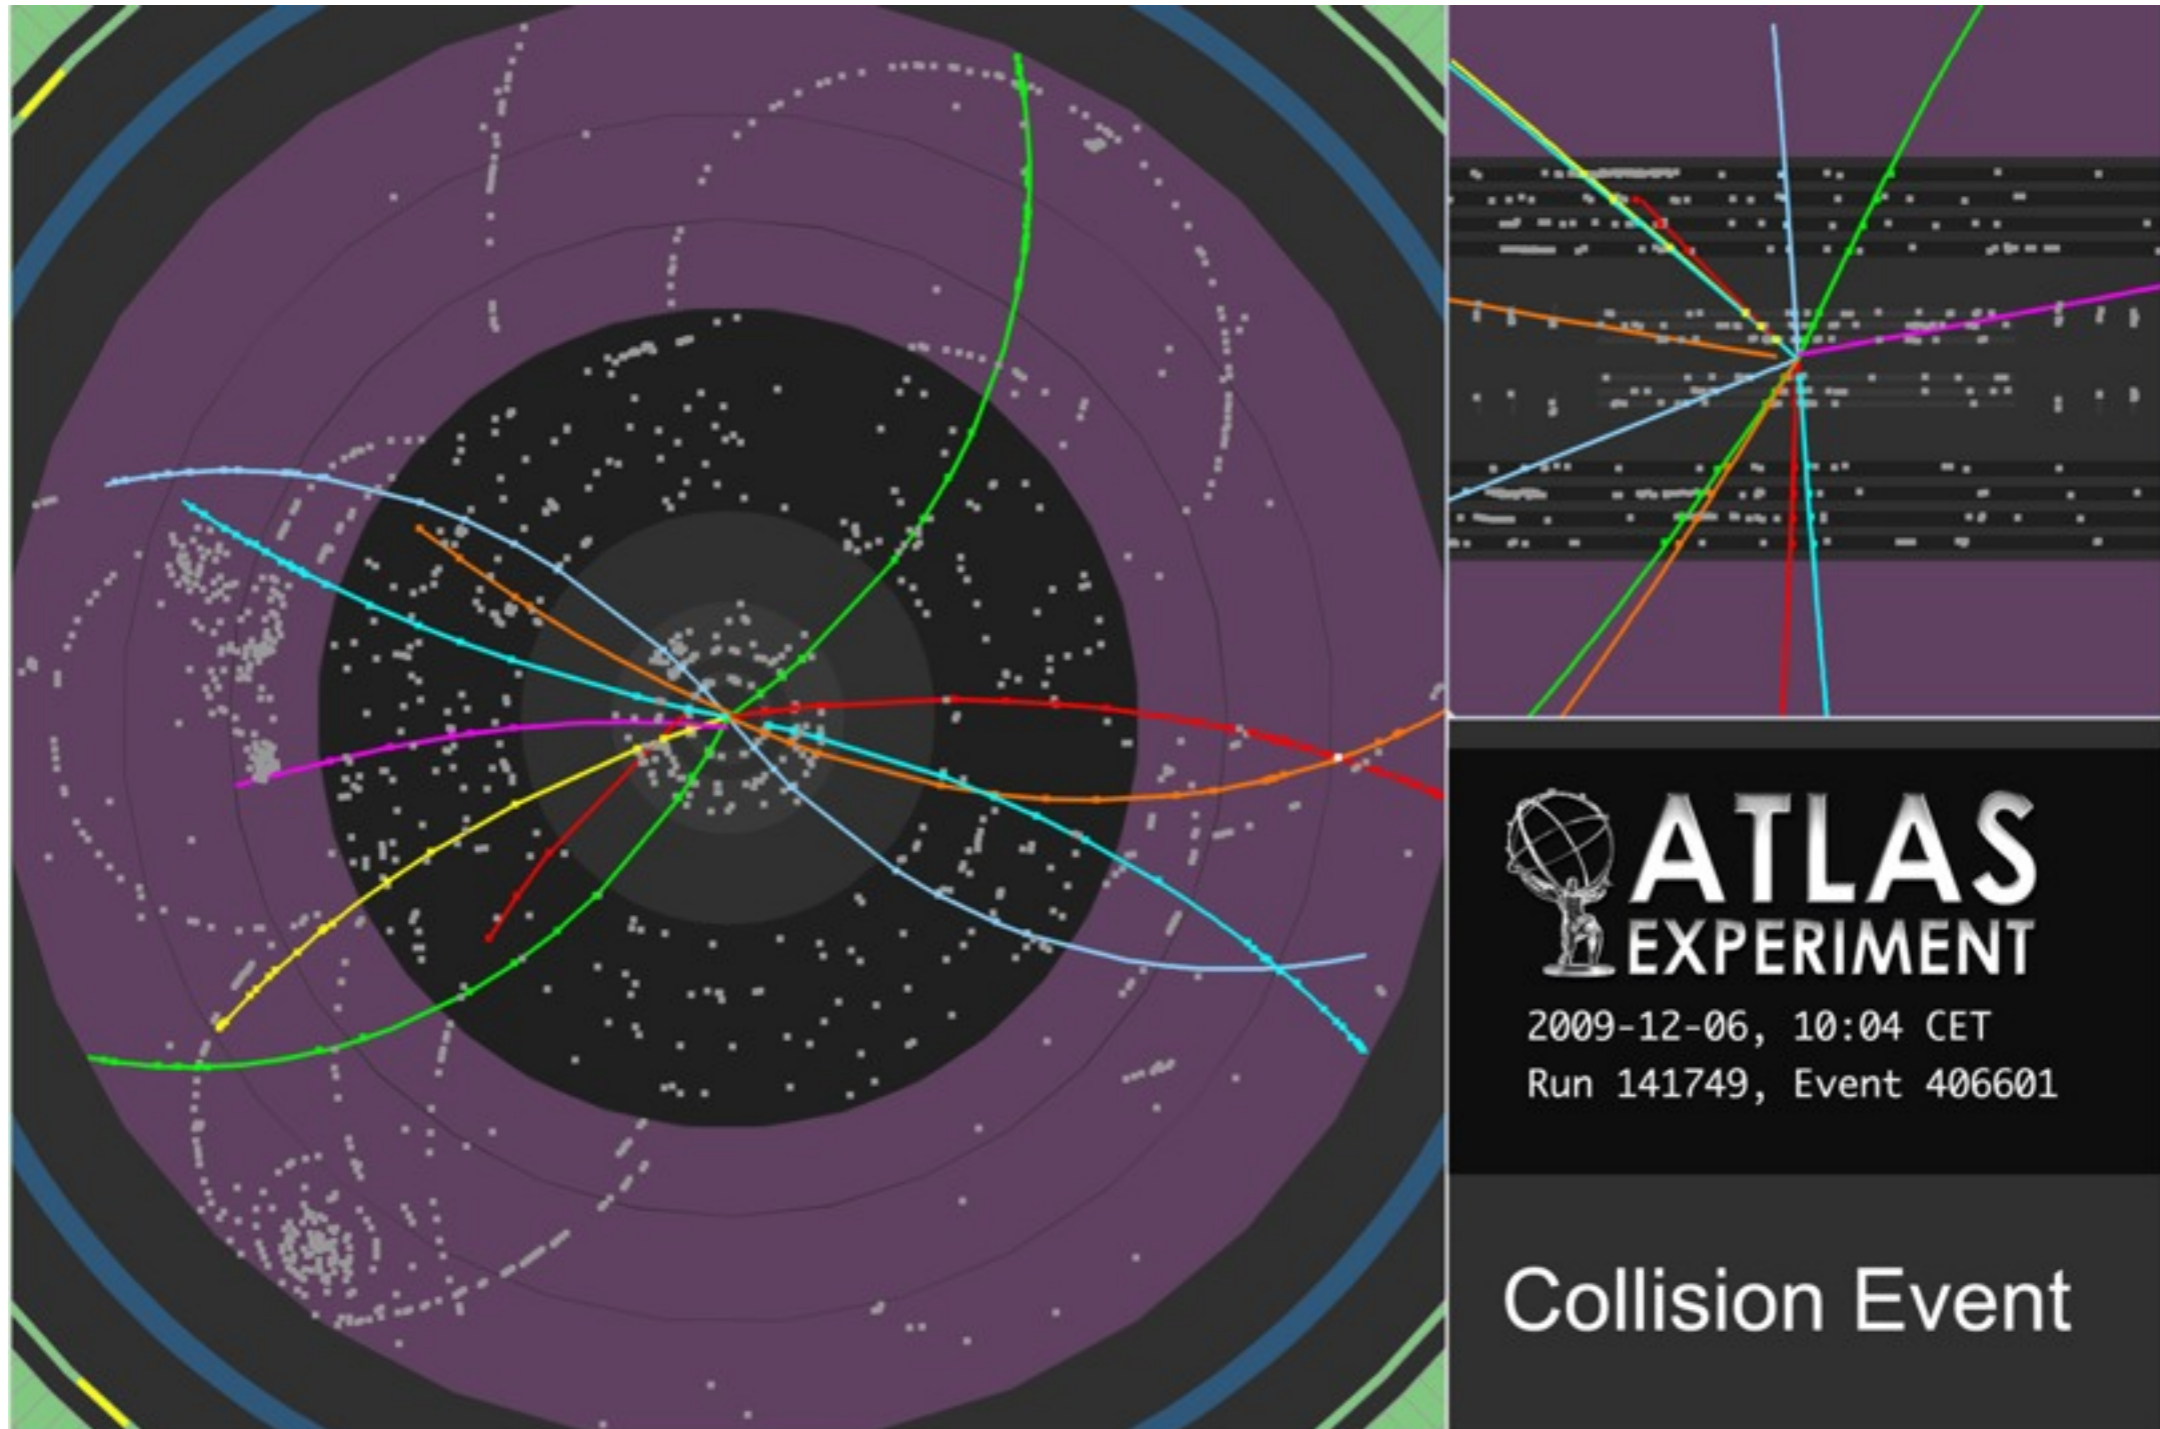 ATLAS
EXPERIMENT
2009-12-06, 10:04 CET
Run 141749, Event 406601
Collision Event